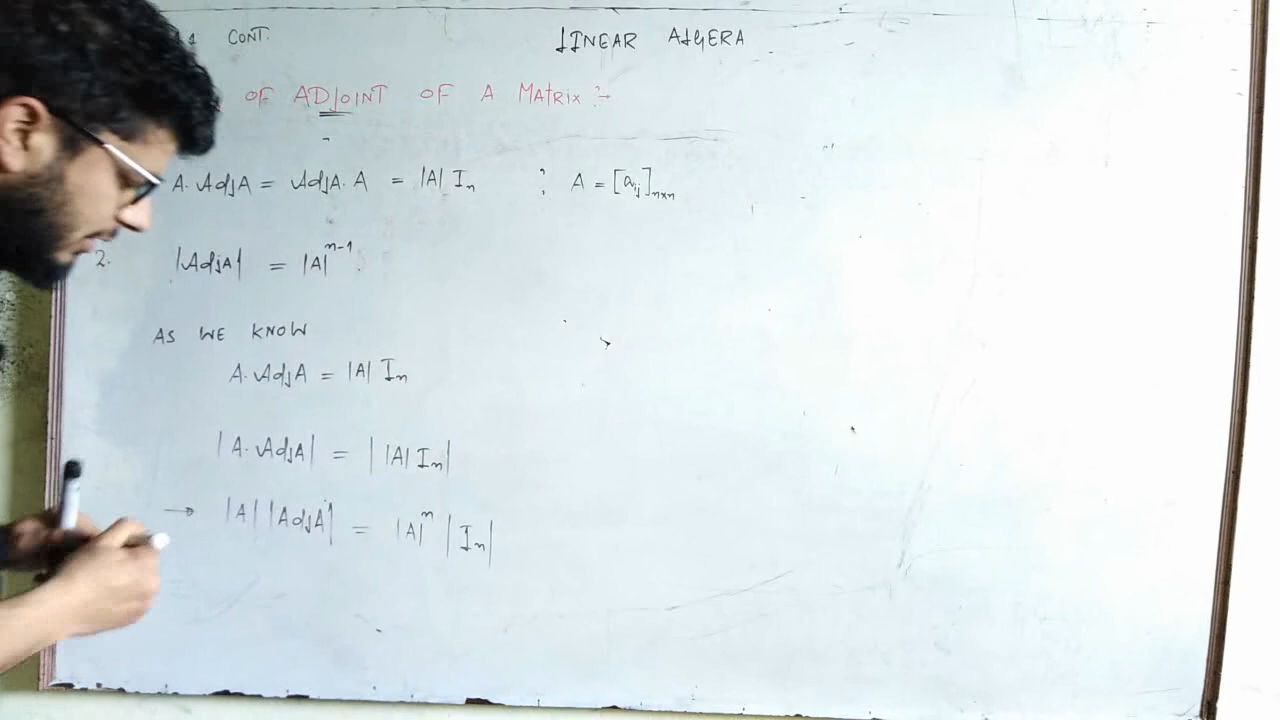 CONT. LINEAR ALGERA
OF ADJOINT OF A Matrix :-
A. AdjA = AdjA. A = |A| Iₙ : A = [aᵢⱼ]ₙₓₙ
2. |AdjA| = |A|ⁿ⁻¹.
AS WE KNOW
A. AdjA = |A| Iₙ
|A. AdjA| = | |A| Iₙ|
→ |A| |AdjA| = |A|ⁿ |Iₙ|